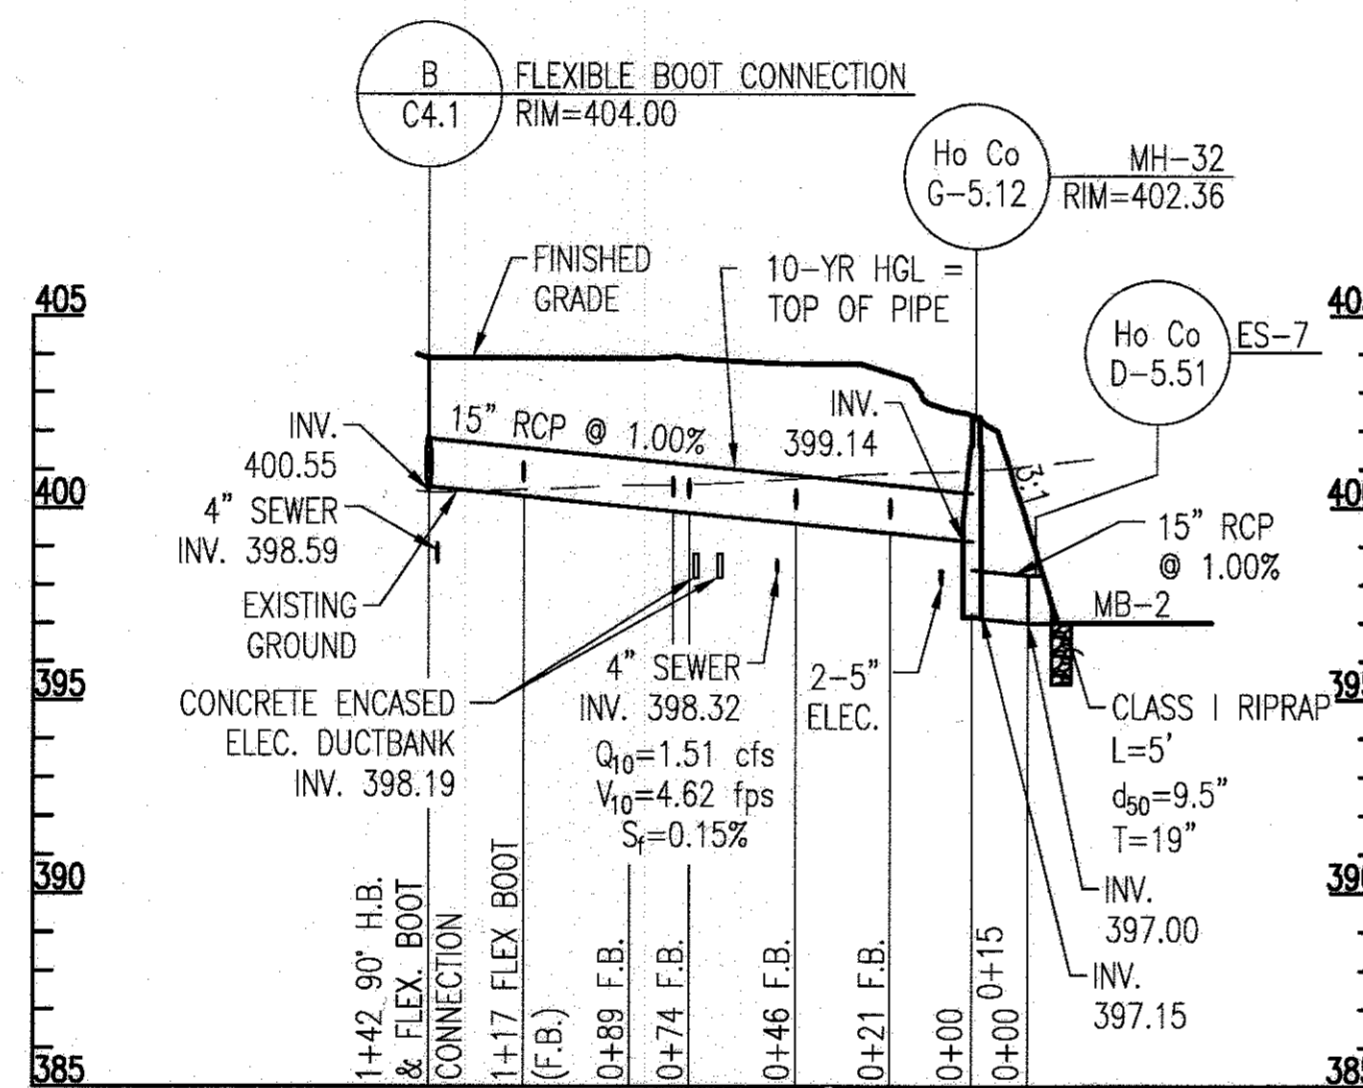 B
C4.1
FLEXIBLE BOOT CONNECTION
RIM=404.00
Ho Co
G-5.12
MH-32
RIM=402.36
FINISHED
GRADE
10-YR HGL =
TOP OF PIPE
Ho Co
D-5.51
ES-7
405
INV.
400.55
15" RCP @ 1.00%
INV.
399.14
3:1
400
4" SEWER
INV. 398.59
15" RCP
@ 1.00%
EXISTING
GROUND
MB-2
4" SEWER
INV. 398.32
2-5"
ELEC.
395
CONCRETE ENCASED
ELEC. DUCTBANK
INV. 398.19
CLASS I RIPRAP
L=5'
d50=9.5"
T=19"
Q10=1.51 cfs
V10=4.62 fps
Sf=0.15%
390
INV.
397.00
INV.
397.15
385
1+42 90° H.B.
& FLEX. BOOT
CONNECTION
1+17 FLEX BOOT
(F.B.)
0+89 F.B.
0+74 F.B.
0+46 F.B.
0+21 F.B.
0+00
0+15
0+00